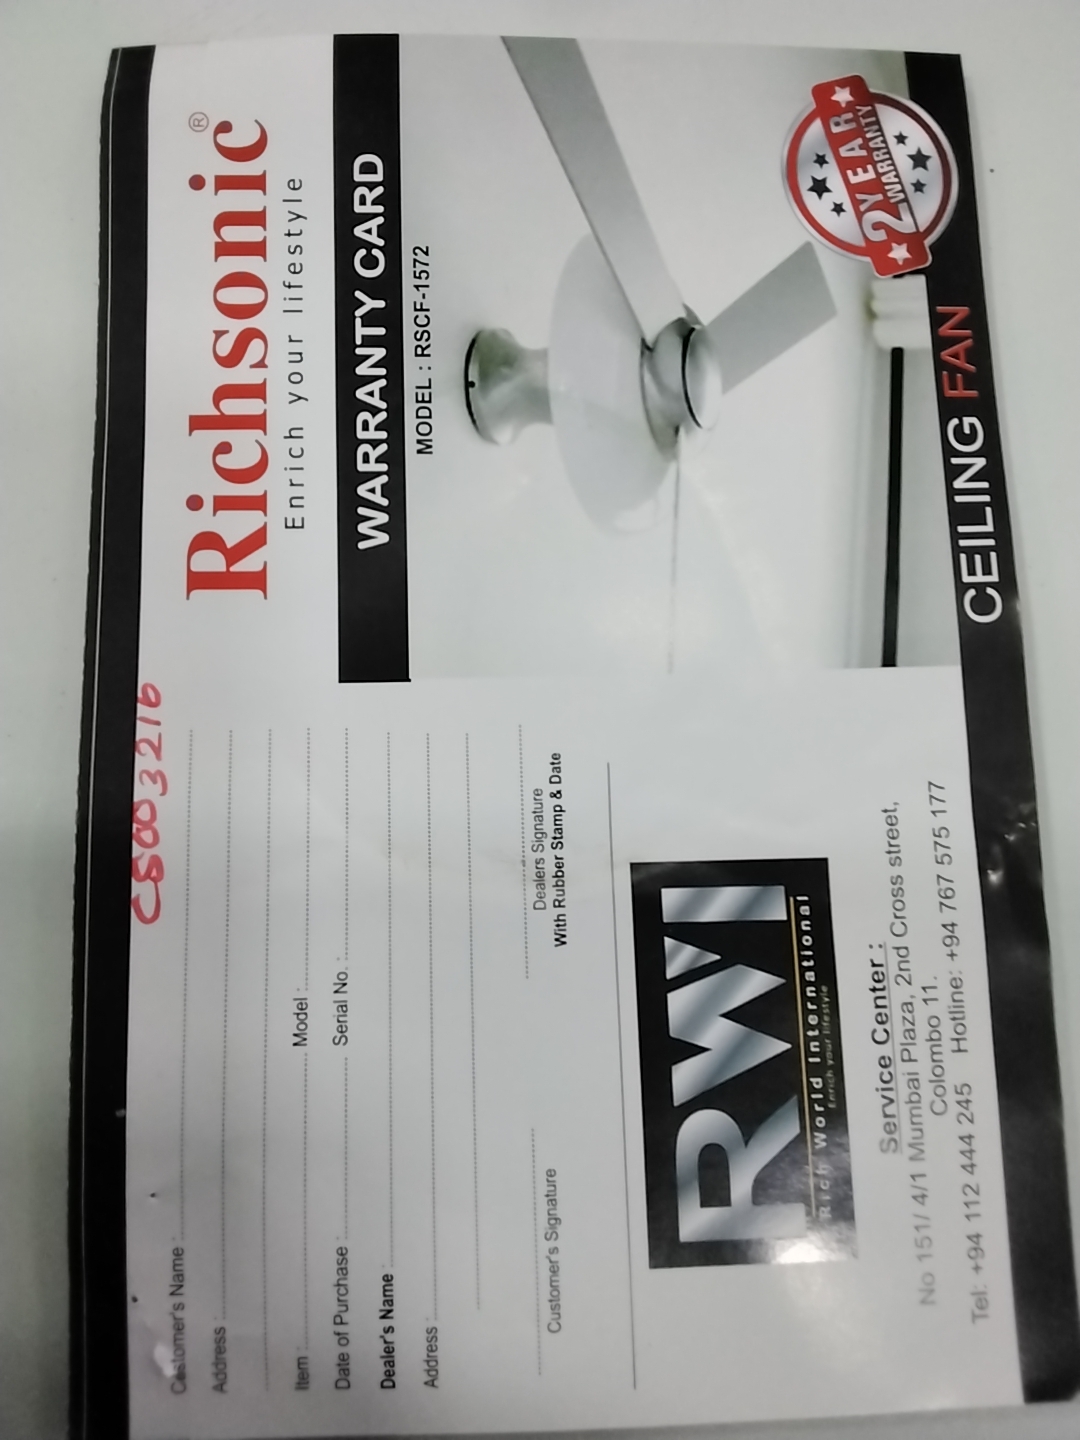 CS003216
Customer's Name :
Address :
Item : Model :
Date of Purchase : Serial No. :
Dealer's Name :
Address :
Customer's Signature
Dealers Signature
With Rubber Stamp & Date
RWI
Rich World International
Enrich your lifestyle
Service Center :
No 151/ 4/1 Mumbai Plaza, 2nd Cross street,
Colombo 11.
Tel: +94 112 444 245 Hotline: +94 767 575 177
Richsonic®
Enrich your lifestyle
WARRANTY CARD
MODEL : RSCF-1572
2 YEAR
WARRANTY
CEILING FAN